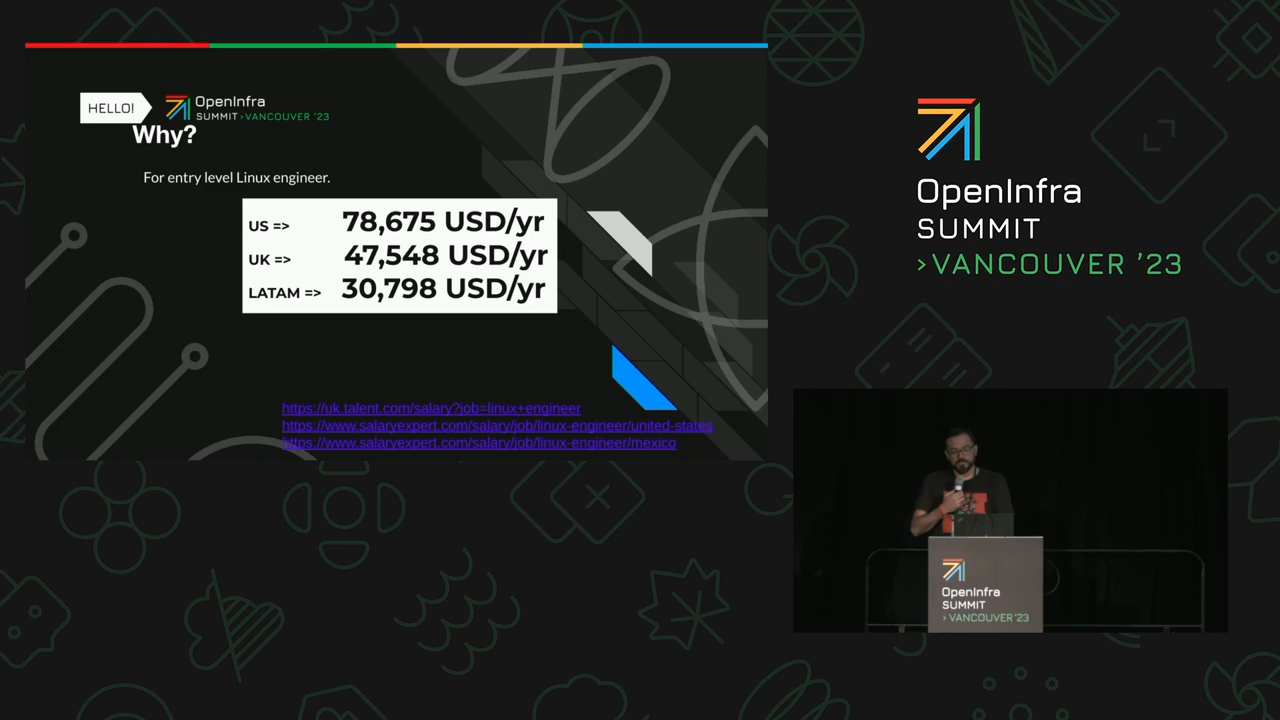 HELLO!
OpenInfra
SUMMIT›VANCOUVER '23
Why?
For entry level Linux engineer.
US => 78,675 USD/yr
UK => 47,548 USD/yr
LATAM => 30,798 USD/yr
https://uk.talent.com/salary?job=linux+engineer
https://www.salaryexpert.com/salary/job/linux-engineer/united-states
https://www.salaryexpert.com/salary/job/linux-engineer/mexico
OpenInfra
SUMMIT
›VANCOUVER '23
OpenInfra
SUMMIT
›VANCOUVER '23